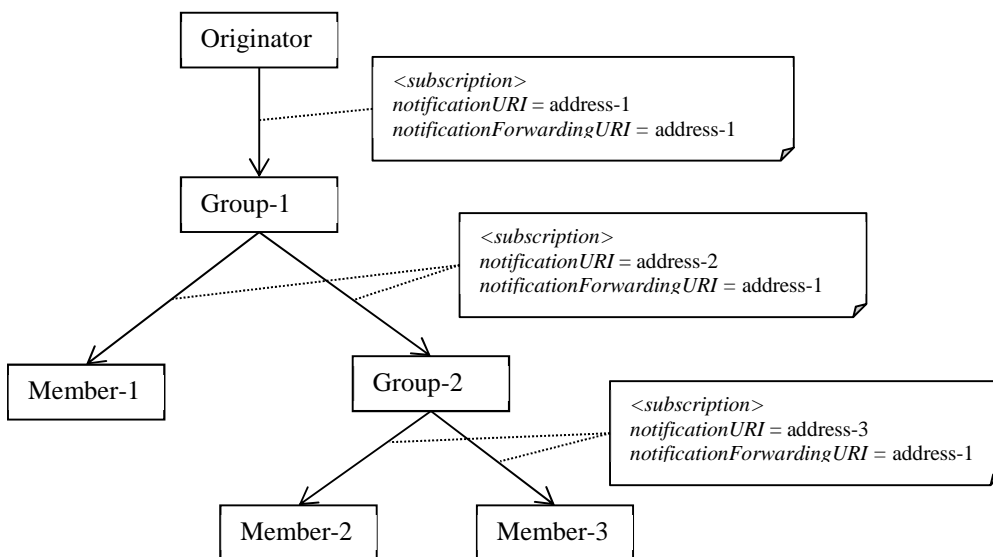 Originator
<subscription>
notificationURI = address-1
notificationForwardingURI = address-1
Group-1
<subscription>
notificationURI = address-2
notificationForwardingURI = address-1
Member-1
Group-2
<subscription>
notificationURI = address-3
notificationForwardingURI = address-1
Member-2
Member-3